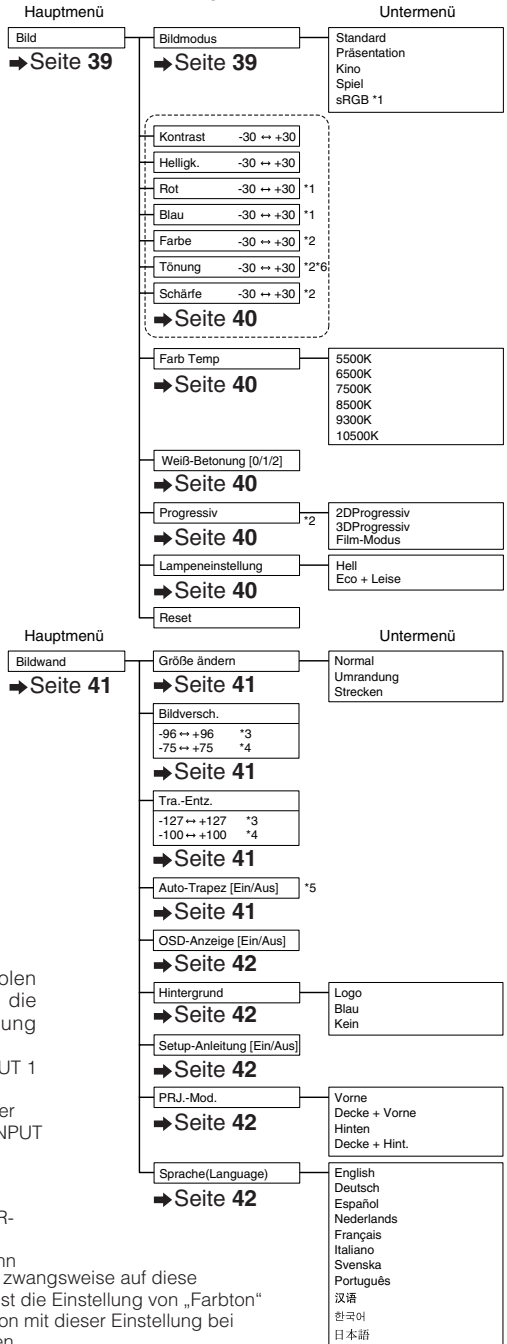 Hauptmenü
Untermenü
Bild
➡Seite 39
Bildmodus
➡Seite 39
Standard
Präsentation
Kino
Spiel
sRGB *1
Kontrast -30 ↔ +30
Helligk. -30 ↔ +30
Rot -30 ↔ +30 *1
Blau -30 ↔ +30 *1
Farbe -30 ↔ +30 *2
Tönung -30 ↔ +30 *2*6
Schärfe -30 ↔ +30 *2
➡Seite 40
Farb Temp
➡Seite 40
5500K
6500K
7500K
8500K
9300K
10500K
Weiß-Betonung [0/1/2]
➡Seite 40
Progressiv *2
➡Seite 40
2DProgressiv
3DProgressiv
Film-Modus
Lampeneinstellung
➡Seite 40
Hell
Eco + Leise
Reset
Hauptmenü
Untermenü
Bildwand
➡Seite 41
Größe ändern
➡Seite 41
Normal
Umrandung
Strecken
Bildversch.
-96 ↔ +96 *3
-75 ↔ +75 *4
➡Seite 41
Tra.-Entz.
-127 ↔ +127 *3
-100 ↔ +100 *4
➡Seite 41
Auto-Trapez [Ein/Aus] *5
➡Seite 41
OSD-Anzeige [Ein/Aus]
➡Seite 42
Hintergrund
➡Seite 42
Logo
Blau
Kein
Setup-Anleitung [Ein/Aus]
➡Seite 42
PRJ.-Mod.
➡Seite 42
Vorne
Decke + Vorne
Hinten
Decke + Hint.
Sprache(Language)
➡Seite 42
English
Deutsch
Español
Nederlands
Français
Italiano
Svenska
Português
汉语
한국어
日本語
olen
die
ung
UT 1
er
NPUT
R-
nn
zwangsweise auf diese
st die Einstellung von „Farbton“
on mit dieser Einstellung bei